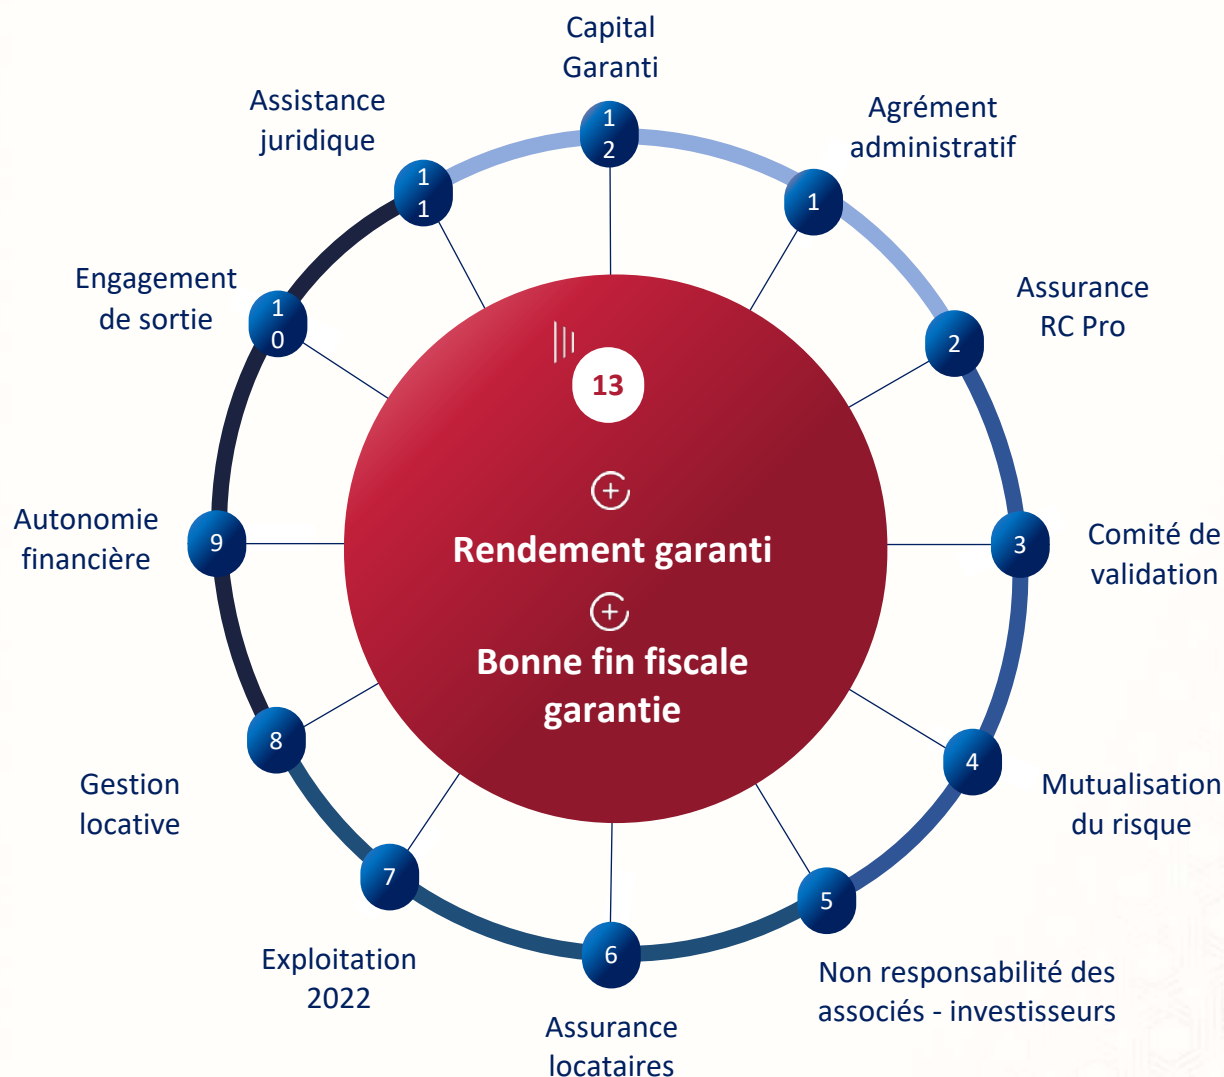 Capital
Garanti
12
Agrément
administratif
1
Assurance
RC Pro
2
Comité de
validation
3
Mutualisation
du risque
4
Non responsabilité des
associés - investisseurs
5
Assurance
locataires
6
Exploitation
2022
7
Gestion
locative
8
Autonomie
financière
9
Engagement
de sortie
10
Assistance
juridique
11
13
+
Rendement garanti
+
Bonne fin fiscale
garantie